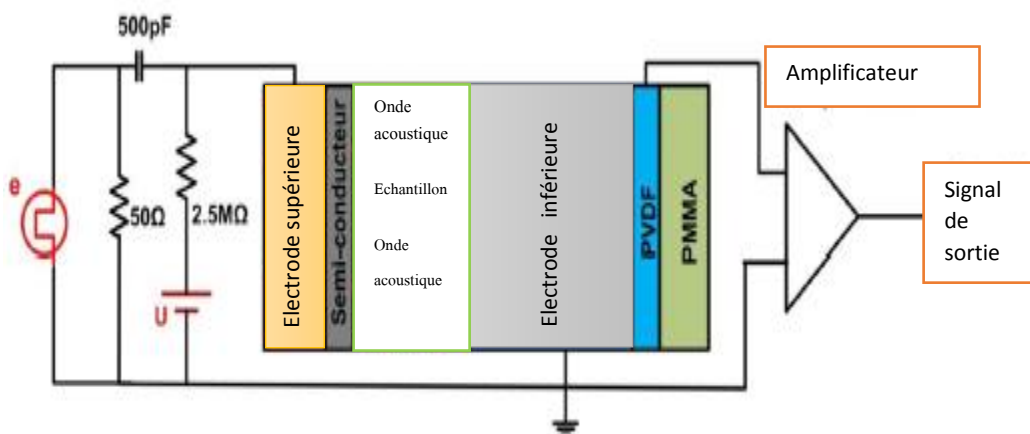 500pF
e
50Ω
2.5MΩ
U
Electrode supérieure
Semi-conducteur
Onde
acoustique
Echantillon
Onde
acoustique
Electrode inférieure
PVDF
PMMA
Amplificateur
Signal
de
sortie